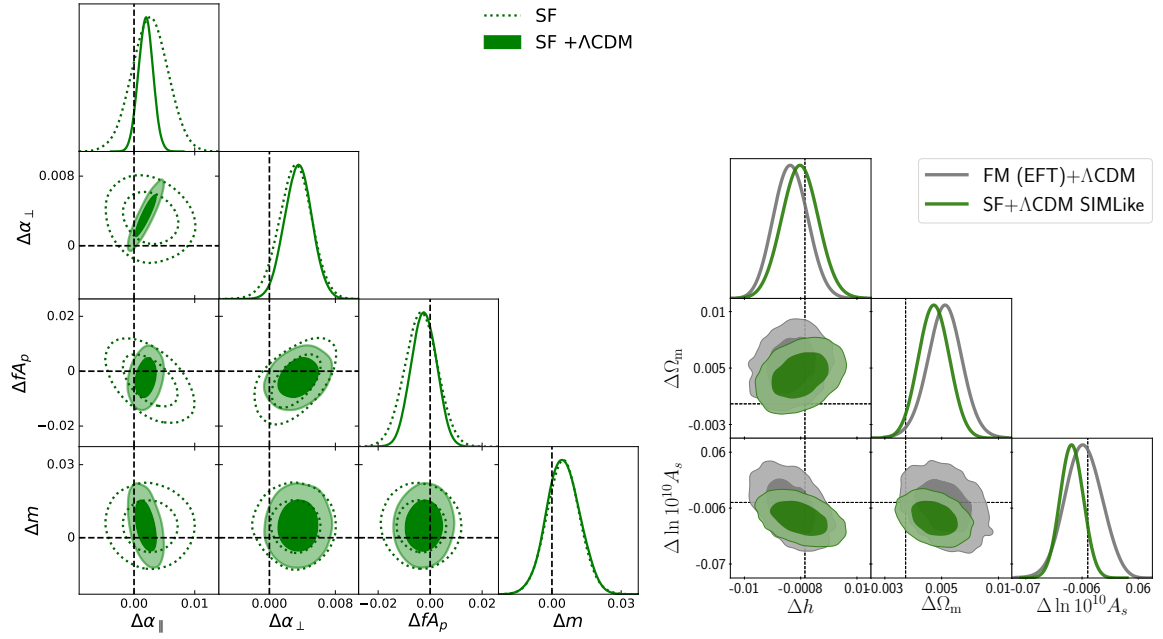 SF
SF +ΛCDM
0.008
0
Δα⊥
0.02
0
−0.02
ΔfA_p
0.03
0
Δm
0.00 0.01
0.000 0.008
−0.02 0.00 0.02
0.00 0.03
Δα∥
Δα⊥
ΔfA_p
Δm
FM (EFT)+ΛCDM
SF+ΛCDM SIMLike
0.01
0.005
-0.003
ΔΩ_m
0.06
-0.006
-0.07
Δ ln 10^{10} A_s
-0.01 -0.0008 0.01
0.003 0.005 0.01
-0.07 -0.006 0.06
Δh
ΔΩ_m
Δ ln 10^{10} A_s